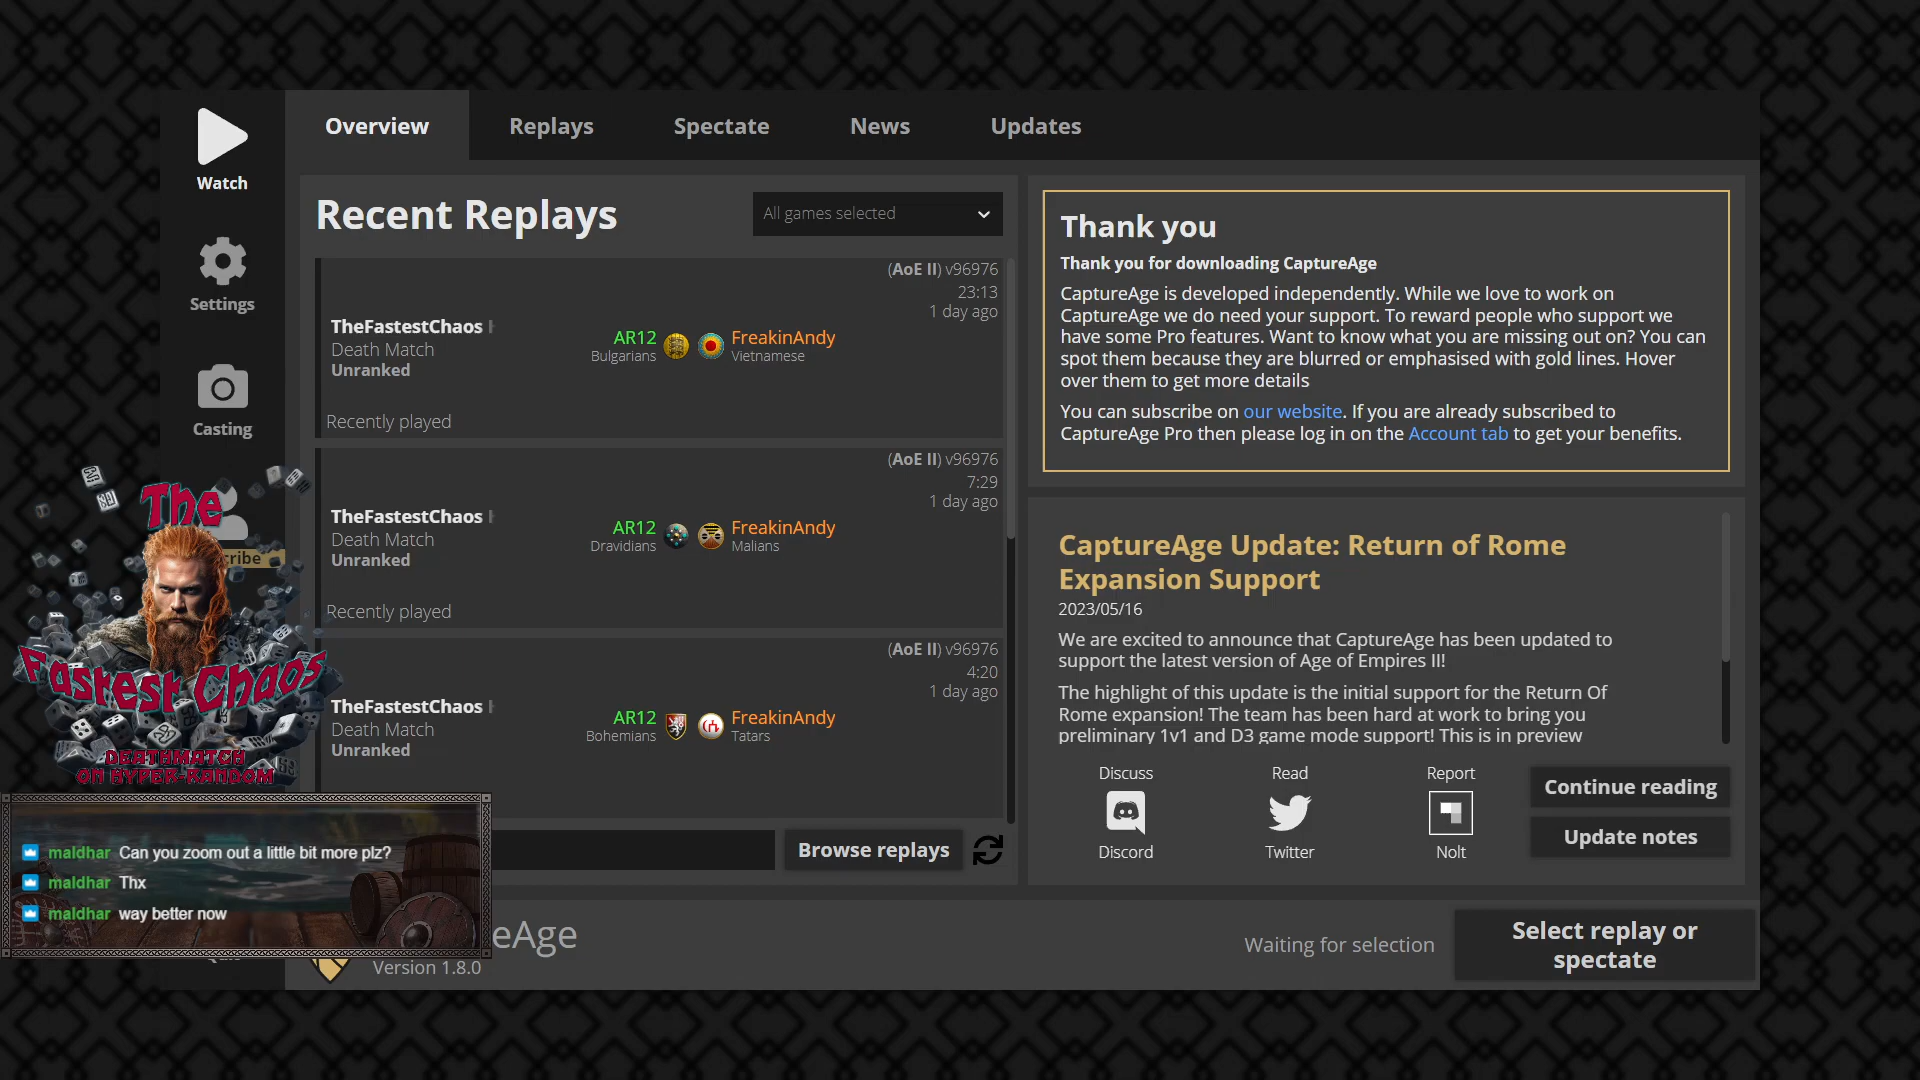 Overview
Replays
Spectate
News
Updates
Watch
Settings
Casting
cribe
Recent Replays
All games selected
(AoE II) v96976
23:13
1 day ago
TheFastestChaos
Death Match
Unranked
AR12
Bulgarians
FreakinAndy
Vietnamese
Recently played
(AoE II) v96976
7:29
1 day ago
TheFastestChaos
Death Match
Unranked
AR12
Dravidians
FreakinAndy
Malians
Recently played
(AoE II) v96976
4:20
1 day ago
TheFastestChaos
Death Match
Unranked
AR12
Bohemians
FreakinAndy
Tatars
Browse replays
Thank you
Thank you for downloading CaptureAge
CaptureAge is developed independently. While we love to work on
CaptureAge we do need your support. To reward people who support we
have some Pro features. Want to know what you are missing out on? You can
spot them because they are blurred or emphasised with gold lines. Hover
over them to get more details
You can subscribe on our website. If you are already subscribed to
CaptureAge Pro then please log in on the Account tab to get your benefits.
CaptureAge Update: Return of Rome
Expansion Support
2023/05/16
We are excited to announce that CaptureAge has been updated to
support the latest version of Age of Empires II!
The highlight of this update is the initial support for the Return Of
Rome expansion! The team has been hard at work to bring you
preliminary 1v1 and D3 game mode support! This is in preview
Discuss
Discord
Read
Twitter
Report
Nolt
Continue reading
Update notes
The
Fastest Chaos
DEATHMATCH
ON HYPER-RANDOM
maldhar Can you zoom out a little bit more plz?
maldhar Thx
maldhar way better now
eAge
Version 1.8.0
Waiting for selection
Select replay or
spectate